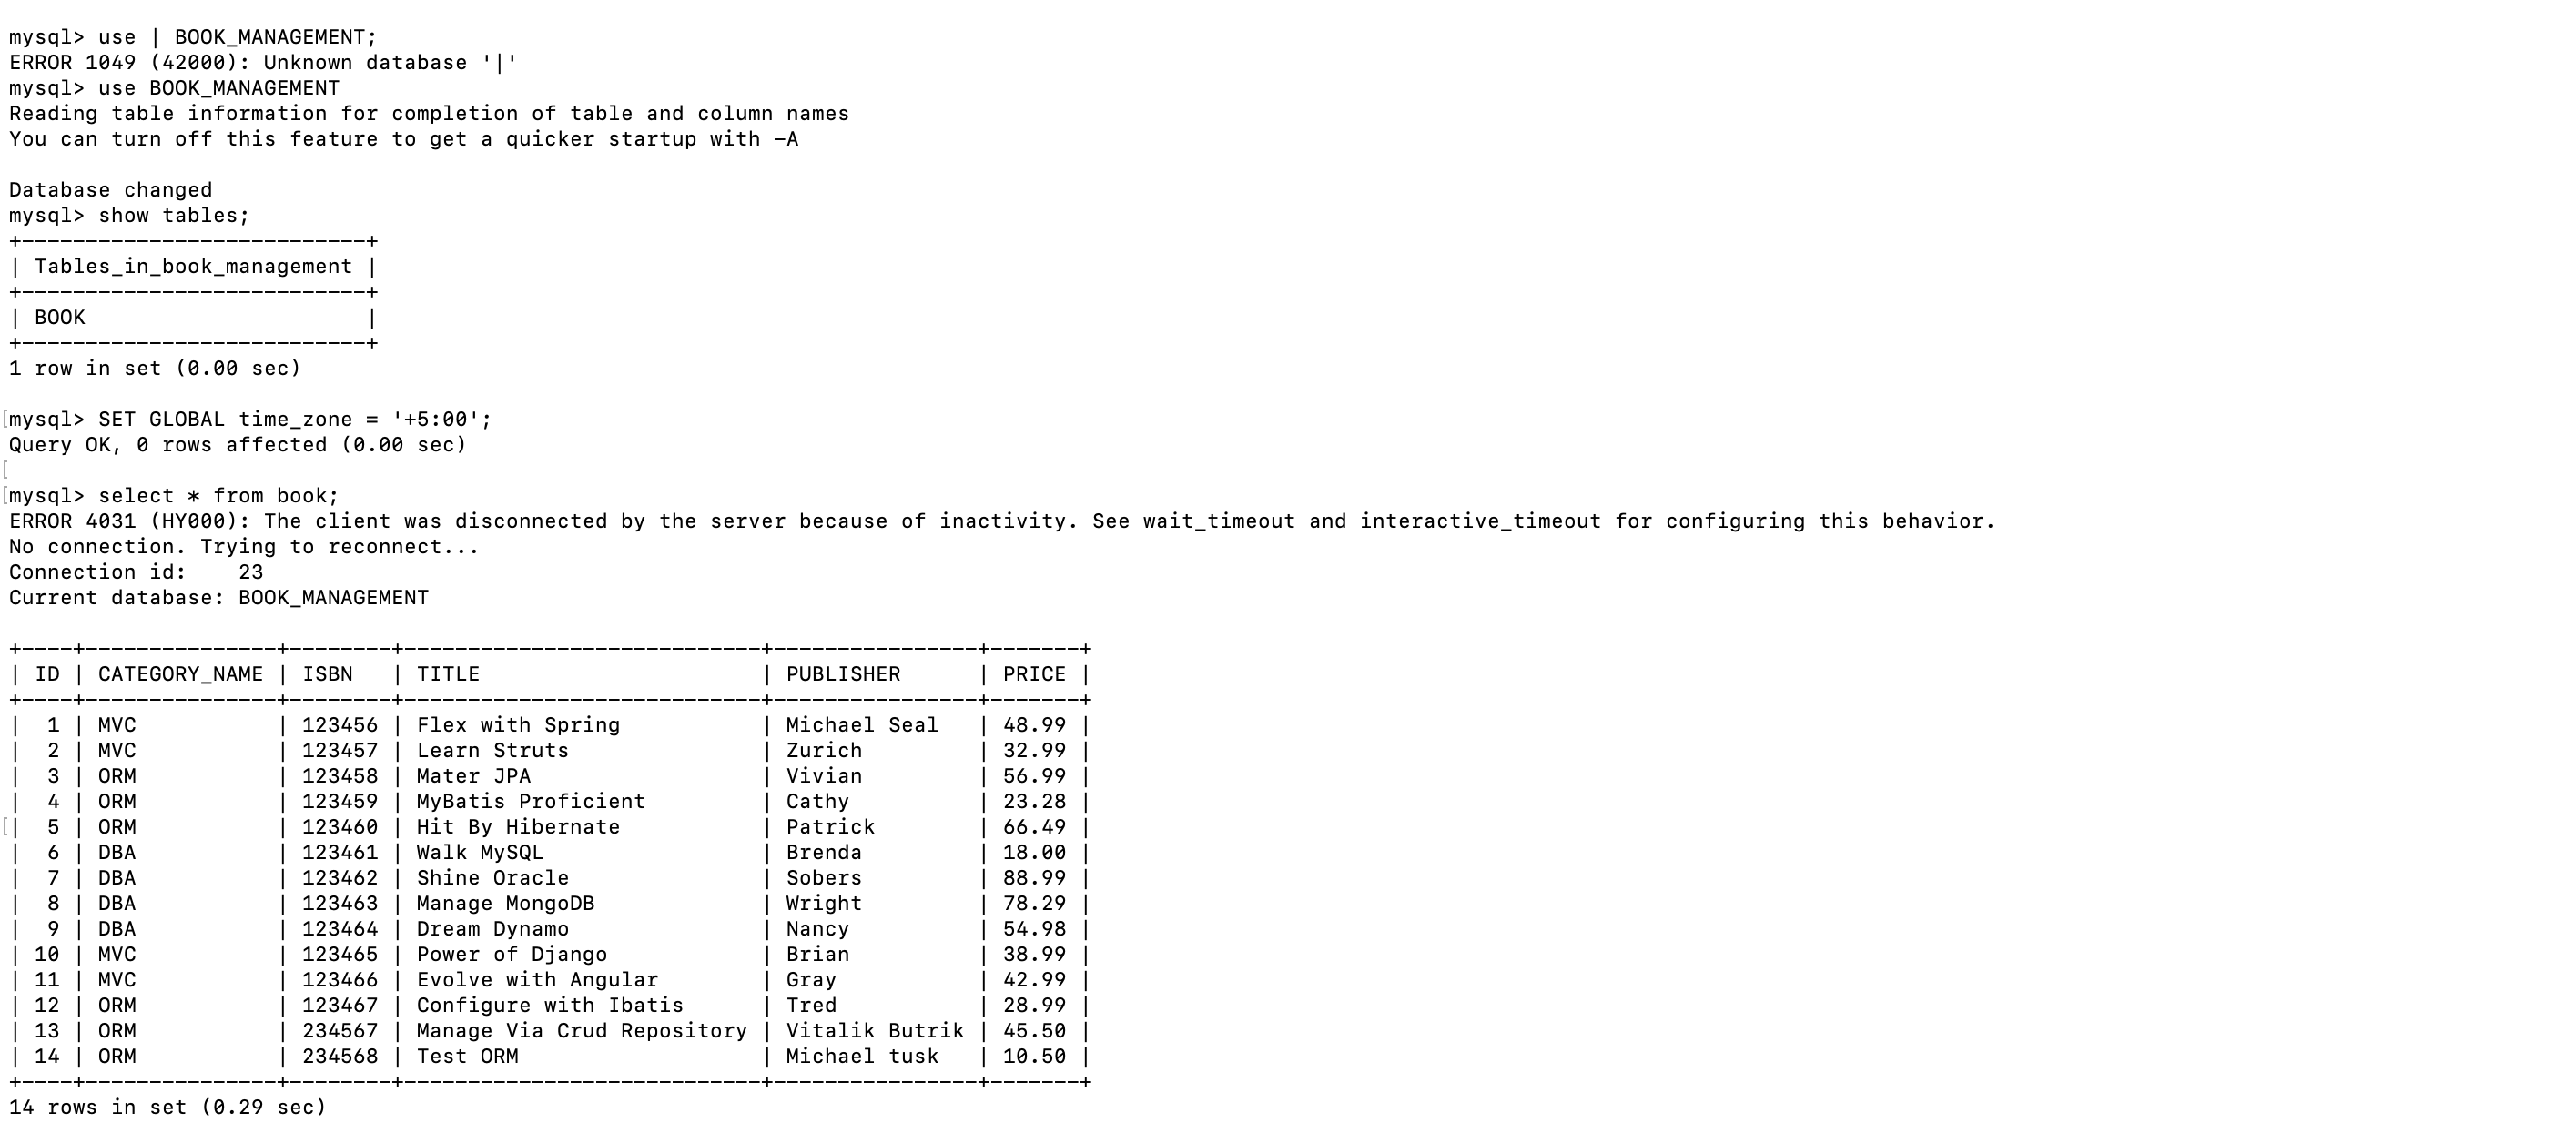 mysql> use | BOOK_MANAGEMENT;
ERROR 1049 (42000): Unknown database '|'
mysql> use BOOK_MANAGEMENT
Reading table information for completion of table and column names
You can turn off this feature to get a quicker startup with -A

Database changed
mysql> show tables;
+---------------------------+
| Tables_in_book_management |
+---------------------------+
| BOOK                      |
+---------------------------+
1 row in set (0.00 sec)

[mysql> SET GLOBAL time_zone = '+5:00';
Query OK, 0 rows affected (0.00 sec)
[
[mysql> select * from book;
ERROR 4031 (HY000): The client was disconnected by the server because of inactivity. See wait_timeout and interactive_timeout for configuring this behavior.
No connection. Trying to reconnect...
Connection id:    23
Current database: BOOK_MANAGEMENT

+----+---------------+--------+----------------------------+----------------+-------+
| ID | CATEGORY_NAME | ISBN   | TITLE                      | PUBLISHER      | PRICE |
+----+---------------+--------+----------------------------+----------------+-------+
|  1 | MVC           | 123456 | Flex with Spring           | Michael Seal   | 48.99 |
|  2 | MVC           | 123457 | Learn Struts               | Zurich         | 32.99 |
|  3 | ORM           | 123458 | Mater JPA                  | Vivian         | 56.99 |
|  4 | ORM           | 123459 | MyBatis Proficient         | Cathy          | 23.28 |
[|  5 | ORM           | 123460 | Hit By Hibernate           | Patrick        | 66.49 |
|  6 | DBA           | 123461 | Walk MySQL                 | Brenda         | 18.00 |
|  7 | DBA           | 123462 | Shine Oracle               | Sobers         | 88.99 |
|  8 | DBA           | 123463 | Manage MongoDB             | Wright         | 78.29 |
|  9 | DBA           | 123464 | Dream Dynamo               | Nancy          | 54.98 |
| 10 | MVC           | 123465 | Power of Django            | Brian          | 38.99 |
| 11 | MVC           | 123466 | Evolve with Angular        | Gray           | 42.99 |
| 12 | ORM           | 123467 | Configure with Ibatis      | Tred           | 28.99 |
| 13 | ORM           | 234567 | Manage Via Crud Repository | Vitalik Butrik | 45.50 |
| 14 | ORM           | 234568 | Test ORM                   | Michael tusk   | 10.50 |
+----+---------------+--------+----------------------------+----------------+-------+
14 rows in set (0.29 sec)